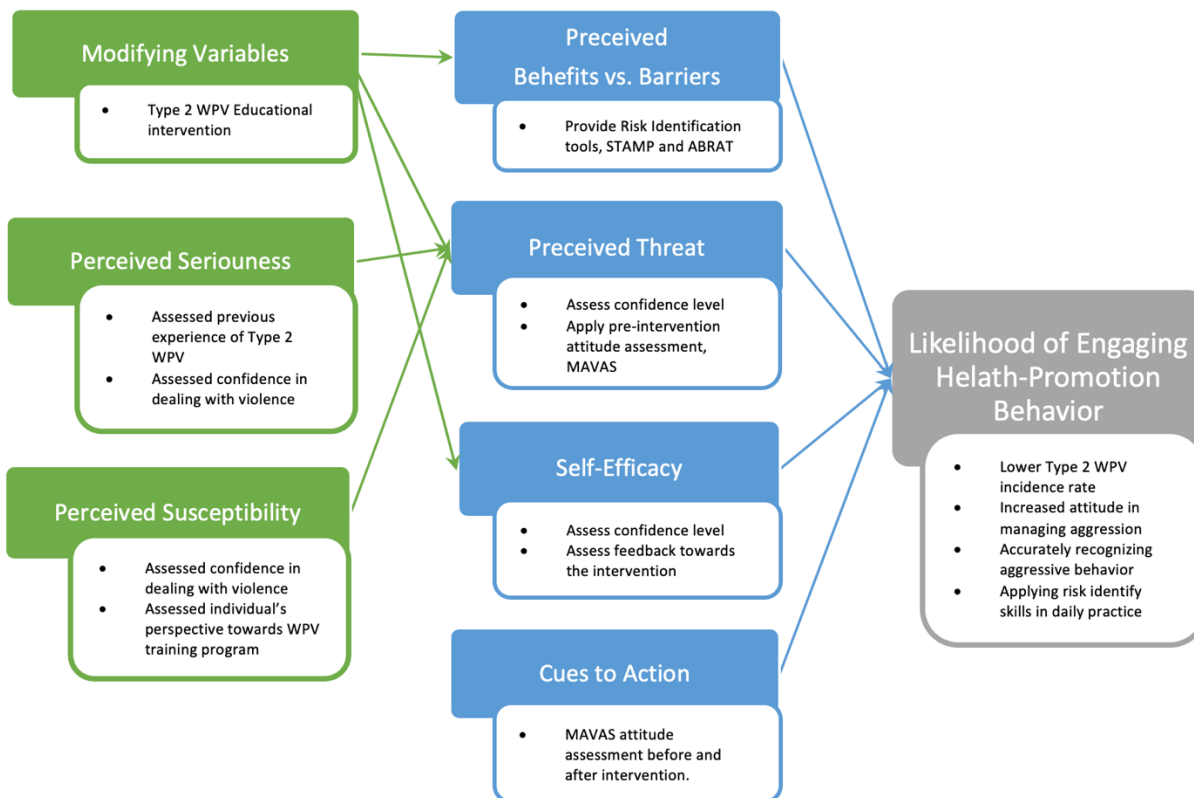 Modifying Variables
• Type 2 WPV Educational
intervention
Perceived Seriouness
• Assessed previous
experience of Type 2
WPV
• Assessed confidence in
dealing with violence
Perceived Susceptibility
• Assessed confidence in
dealing with violence
• Assessed individual's
perspective towards WPV
training program
Preceived
Behefits vs. Barriers
• Provide Risk Identification
tools, STAMP and ABRAT
Preceived Threat
• Assess confidence level
• Apply pre-intervention
attitude assessment,
MAVAS
Self-Efficacy
• Assess confidence level
• Assess feedback towards
the intervention
Cues to Action
• MAVAS attitude
assessment before and
after intervention.
Likelihood of Engaging
Helath-Promotion
Behavior
• Lower Type 2 WPV
incidence rate
• Increased attitude in
managing aggression
• Accurately recognizing
aggressive behavior
• Applying risk identify
skills in daily practice